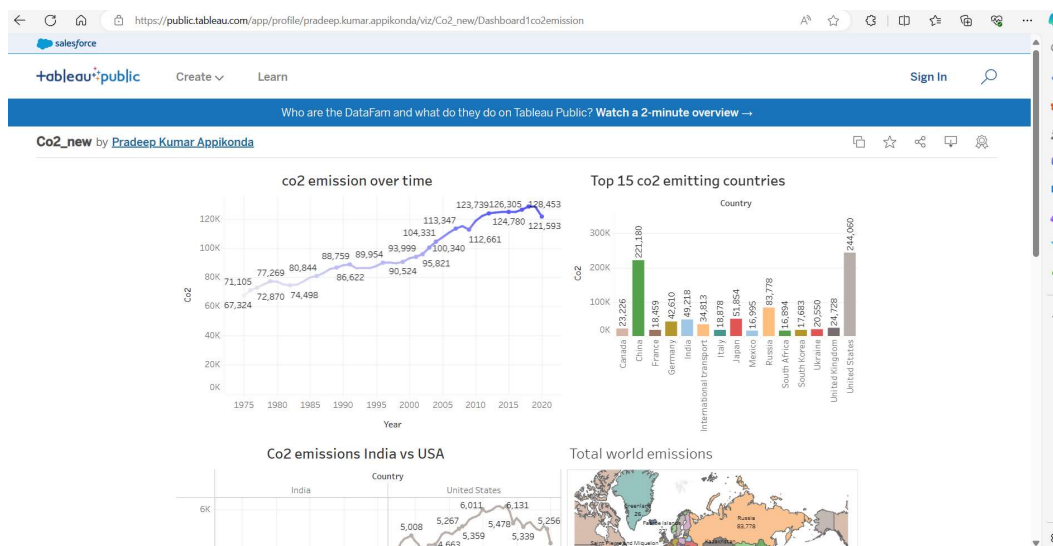 https://public.tableau.com/app/profile/pradeep.kumar.appikonda/viz/Co2_new/Dashboard1co2emission
salesforce
+ableau public
Create
Learn
Sign In
Who are the DataFam and what do they do on Tableau Public? Watch a 2-minute overview →
Co2_new by Pradeep Kumar Appikonda
co2 emission over time
Co2
120K
100K
80K
60K
40K
20K
0K
67,324
71,105
72,870
77,269
74,498
80,844
86,622
88,759
89,954
90,524
93,999
95,821
104,331
100,340
113,347
112,661
123,739
124,780
126,305
128,453
121,593
1975 1980 1985 1990 1995 2000 2005 2010 2015 2020
Year
Top 15 co2 emitting countries
Country
Co2
300K
200K
100K
0K
23,226
221,180
18,459
42,610
49,218
34,813
18,878
51,854
16,995
83,778
16,894
17,683
20,550
24,728
244,060
Canada
China
France
Germany
India
International transport
Italy
Japan
Mexico
Russia
South Africa
South Korea
Ukraine
United Kingdom
United States
Co2 emissions India vs USA
Country
India
United States
6K
5,008
4,663
5,267
5,359
6,011
5,478
6,131
5,339
5,256
Total world emissions
Greenland
Russia
83,778
Saint Pierre and Miquelon
Kazakhstan